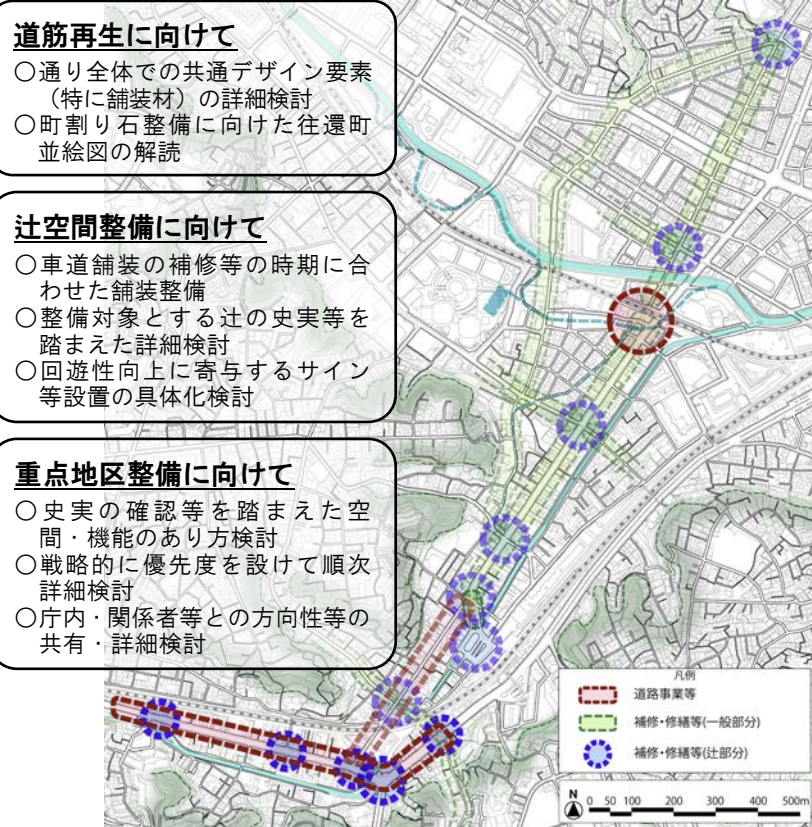 道筋再生に向けて
○通り全体での共通デザイン要素
（特に舗装材）の詳細検討
○町割り石整備に向けた往還町
並絵図の解読
辻空間整備に向けて
○車道舗装の補修等の時期に合
わせた舗装整備
○整備対象とする辻の史実等を
踏まえた詳細検討
○回遊性向上に寄与するサイン
等設置の具体化検討
重点地区整備に向けて
○史実の確認等を踏まえた空
間・機能のあり方検討
○戦略的に優先度を設けて順次
詳細検討
○庁内・関係者等との方向性等の
共有・詳細検討
凡例
道路事業等
補修・修繕等(一般部分)
補修・修繕等(辻部分)
N 0 50 100 200 300 400 500m